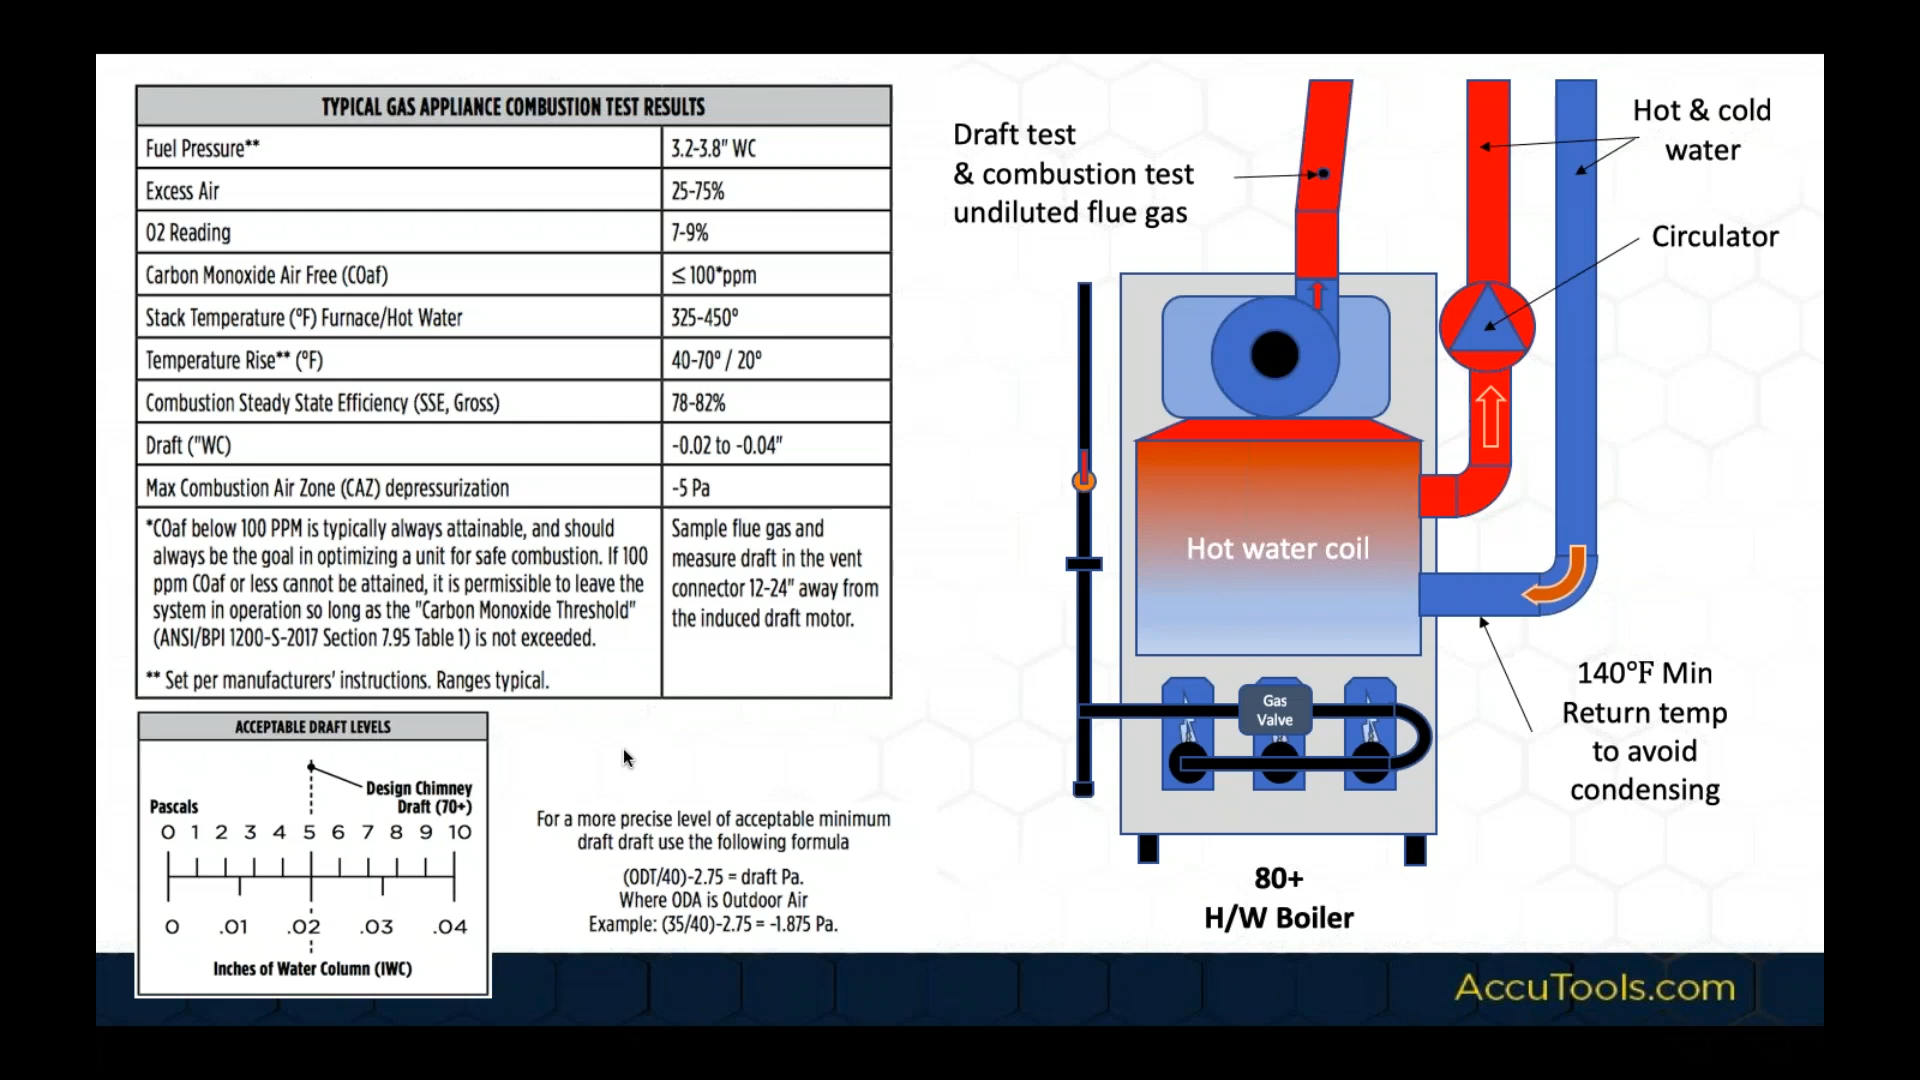 TYPICAL GAS APPLIANCE COMBUSTION TEST RESULTS
Fuel Pressure** 3.2-3.8" WC
Excess Air 25-75%
O2 Reading 7-9%
Carbon Monoxide Air Free (COaf) ≤ 100*ppm
Stack Temperature (°F) Furnace/Hot Water 325-450°
Temperature Rise** (°F) 40-70° / 20°
Combustion Steady State Efficiency (SSE, Gross) 78-82%
Draft ("WC) -0.02 to -0.04"
Max Combustion Air Zone (CAZ) depressurization -5 Pa
*COaf below 100 PPM is typically always attainable, and should
always be the goal in optimizing a unit for safe combustion. If 100
ppm COaf or less cannot be attained, it is permissible to leave the
system in operation so long as the "Carbon Monoxide Threshold"
(ANSI/BPI 1200-S-2017 Section 7.95 Table 1) is not exceeded.
** Set per manufacturers' instructions. Ranges typical.
Sample flue gas and
measure draft in the vent
connector 12-24" away from
the induced draft motor.
ACCEPTABLE DRAFT LEVELS
Design Chimney
Draft (70+)
Pascals
0 1 2 3 4 5 6 7 8 9 10
0 .01 .02 .03 .04
Inches of Water Column (IWC)
For a more precise level of acceptable minimum
draft draft use the following formula
(ODT/40)-2.75 = draft Pa.
Where ODA is Outdoor Air
Example: (35/40)-2.75 = -1.875 Pa.
Draft test
& combustion test
undiluted flue gas
Hot & cold
water
Circulator
Hot water coil
Gas
Valve
140°F Min
Return temp
to avoid
condensing
80+
H/W Boiler
AccuTools.com